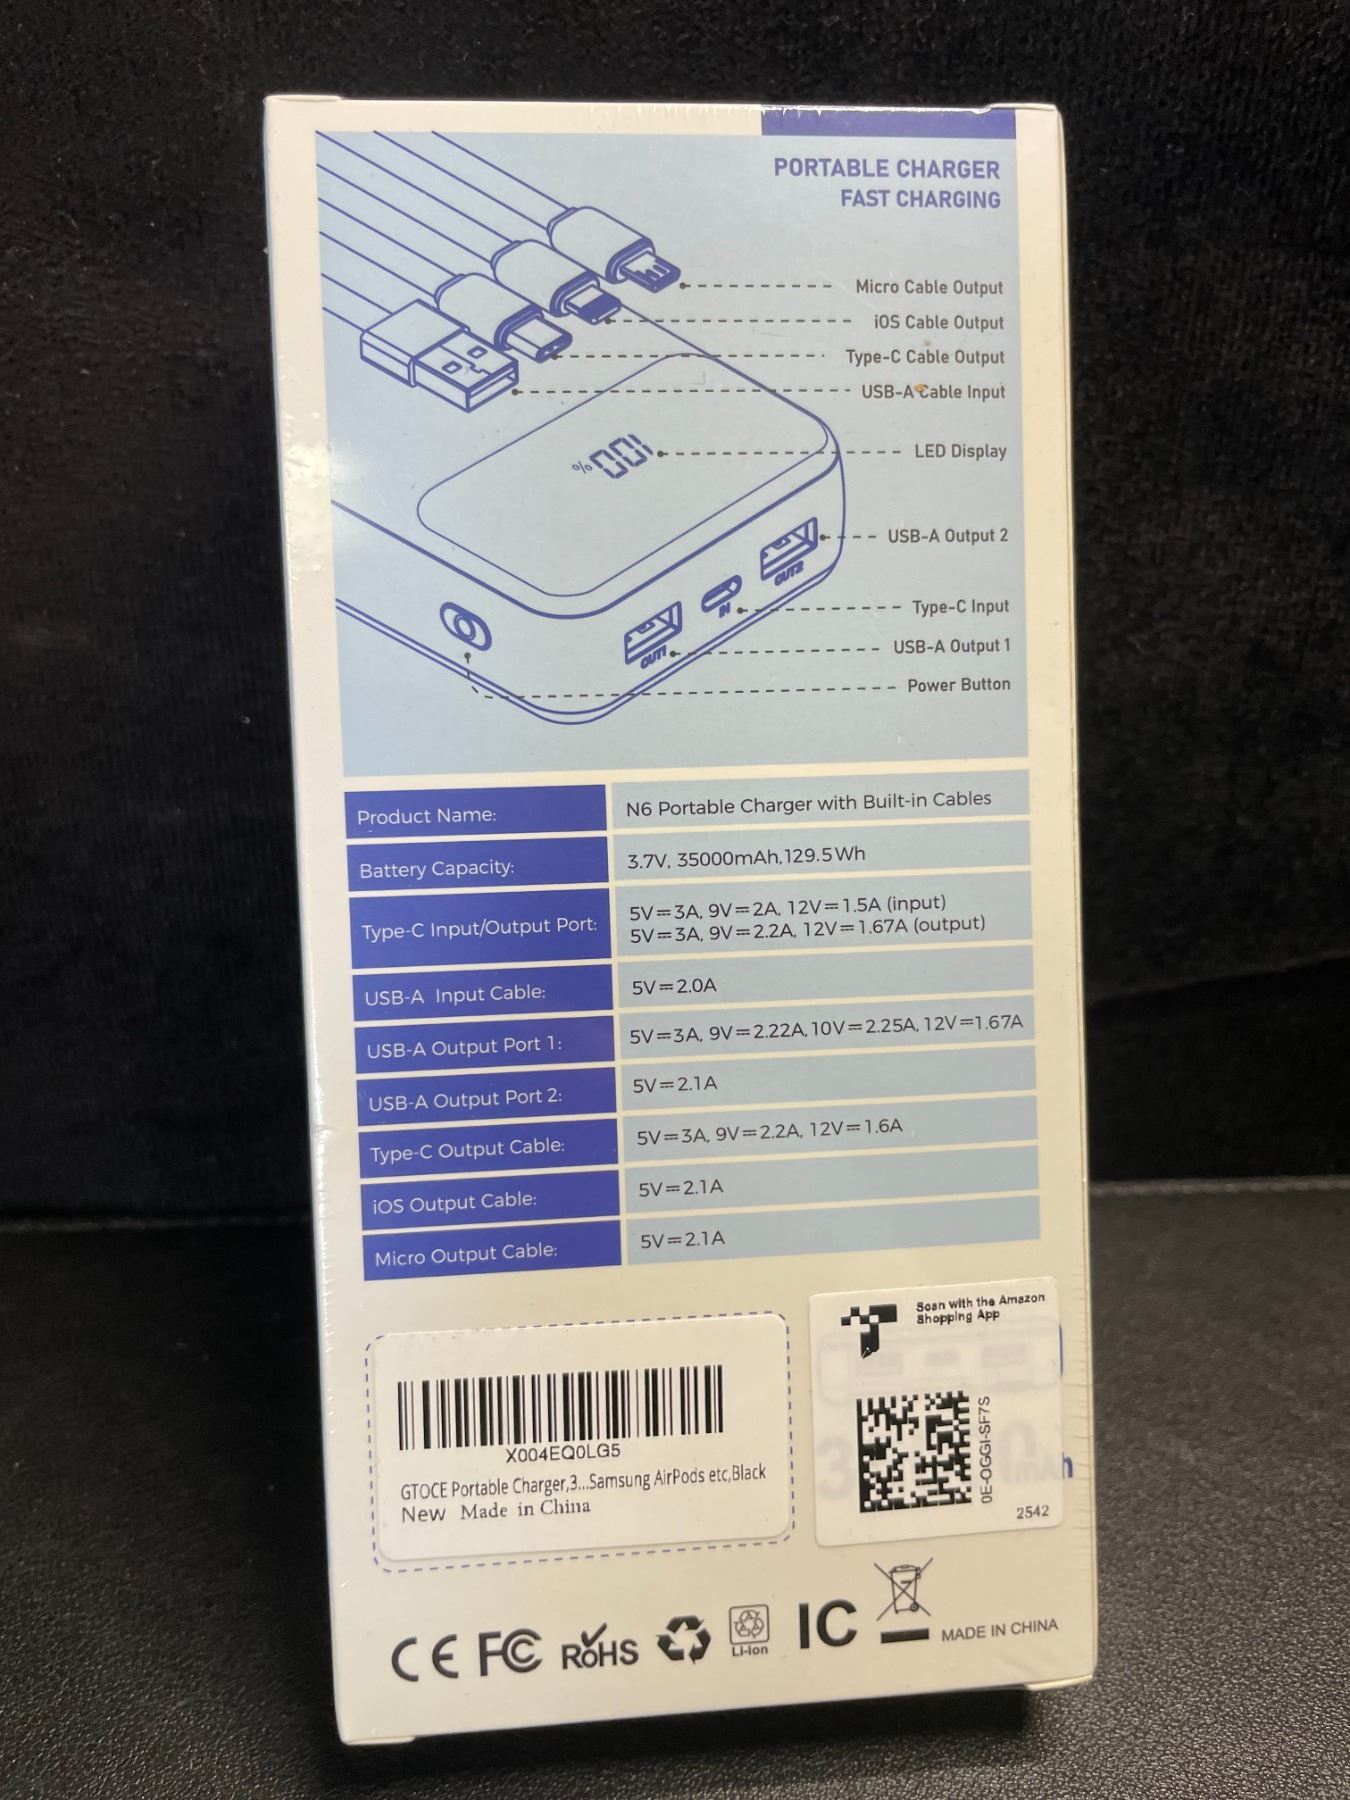 PORTABLE CHARGER
FAST CHARGING
Micro Cable Output
iOS Cable Output
Type-C Cable Output
USB-A Cable Input
100%
LED Display
USB-A Output 2
OUT2
Type-C Input
IN
USB-A Output 1
OUT1
Power Button
Product Name: N6 Portable Charger with Built-in Cables
Battery Capacity: 3.7V, 35000mAh,129.5Wh
Type-C Input/Output Port: 5V⎓3A, 9V⎓2A, 12V⎓1.5A (input)
5V⎓3A, 9V⎓2.2A, 12V⎓1.67A (output)
USB-A Input Cable: 5V⎓2.0A
USB-A Output Port 1: 5V⎓3A, 9V⎓2.22A, 10V⎓2.25A, 12V⎓1.67A
USB-A Output Port 2: 5V⎓2.1A
Type-C Output Cable: 5V⎓3A, 9V⎓2.2A, 12V⎓1.6A
iOS Output Cable: 5V⎓2.1A
Micro Output Cable: 5V⎓2.1A
Scan with the Amazon
Shopping App
X004EQ0LG5
GTOCE Portable Charger,3...Samsung AirPods etc,Black
New Made in China
0E-OGGI-SF7S
mAh
2542
CE FC RoHS Li-Ion IC MADE IN CHINA